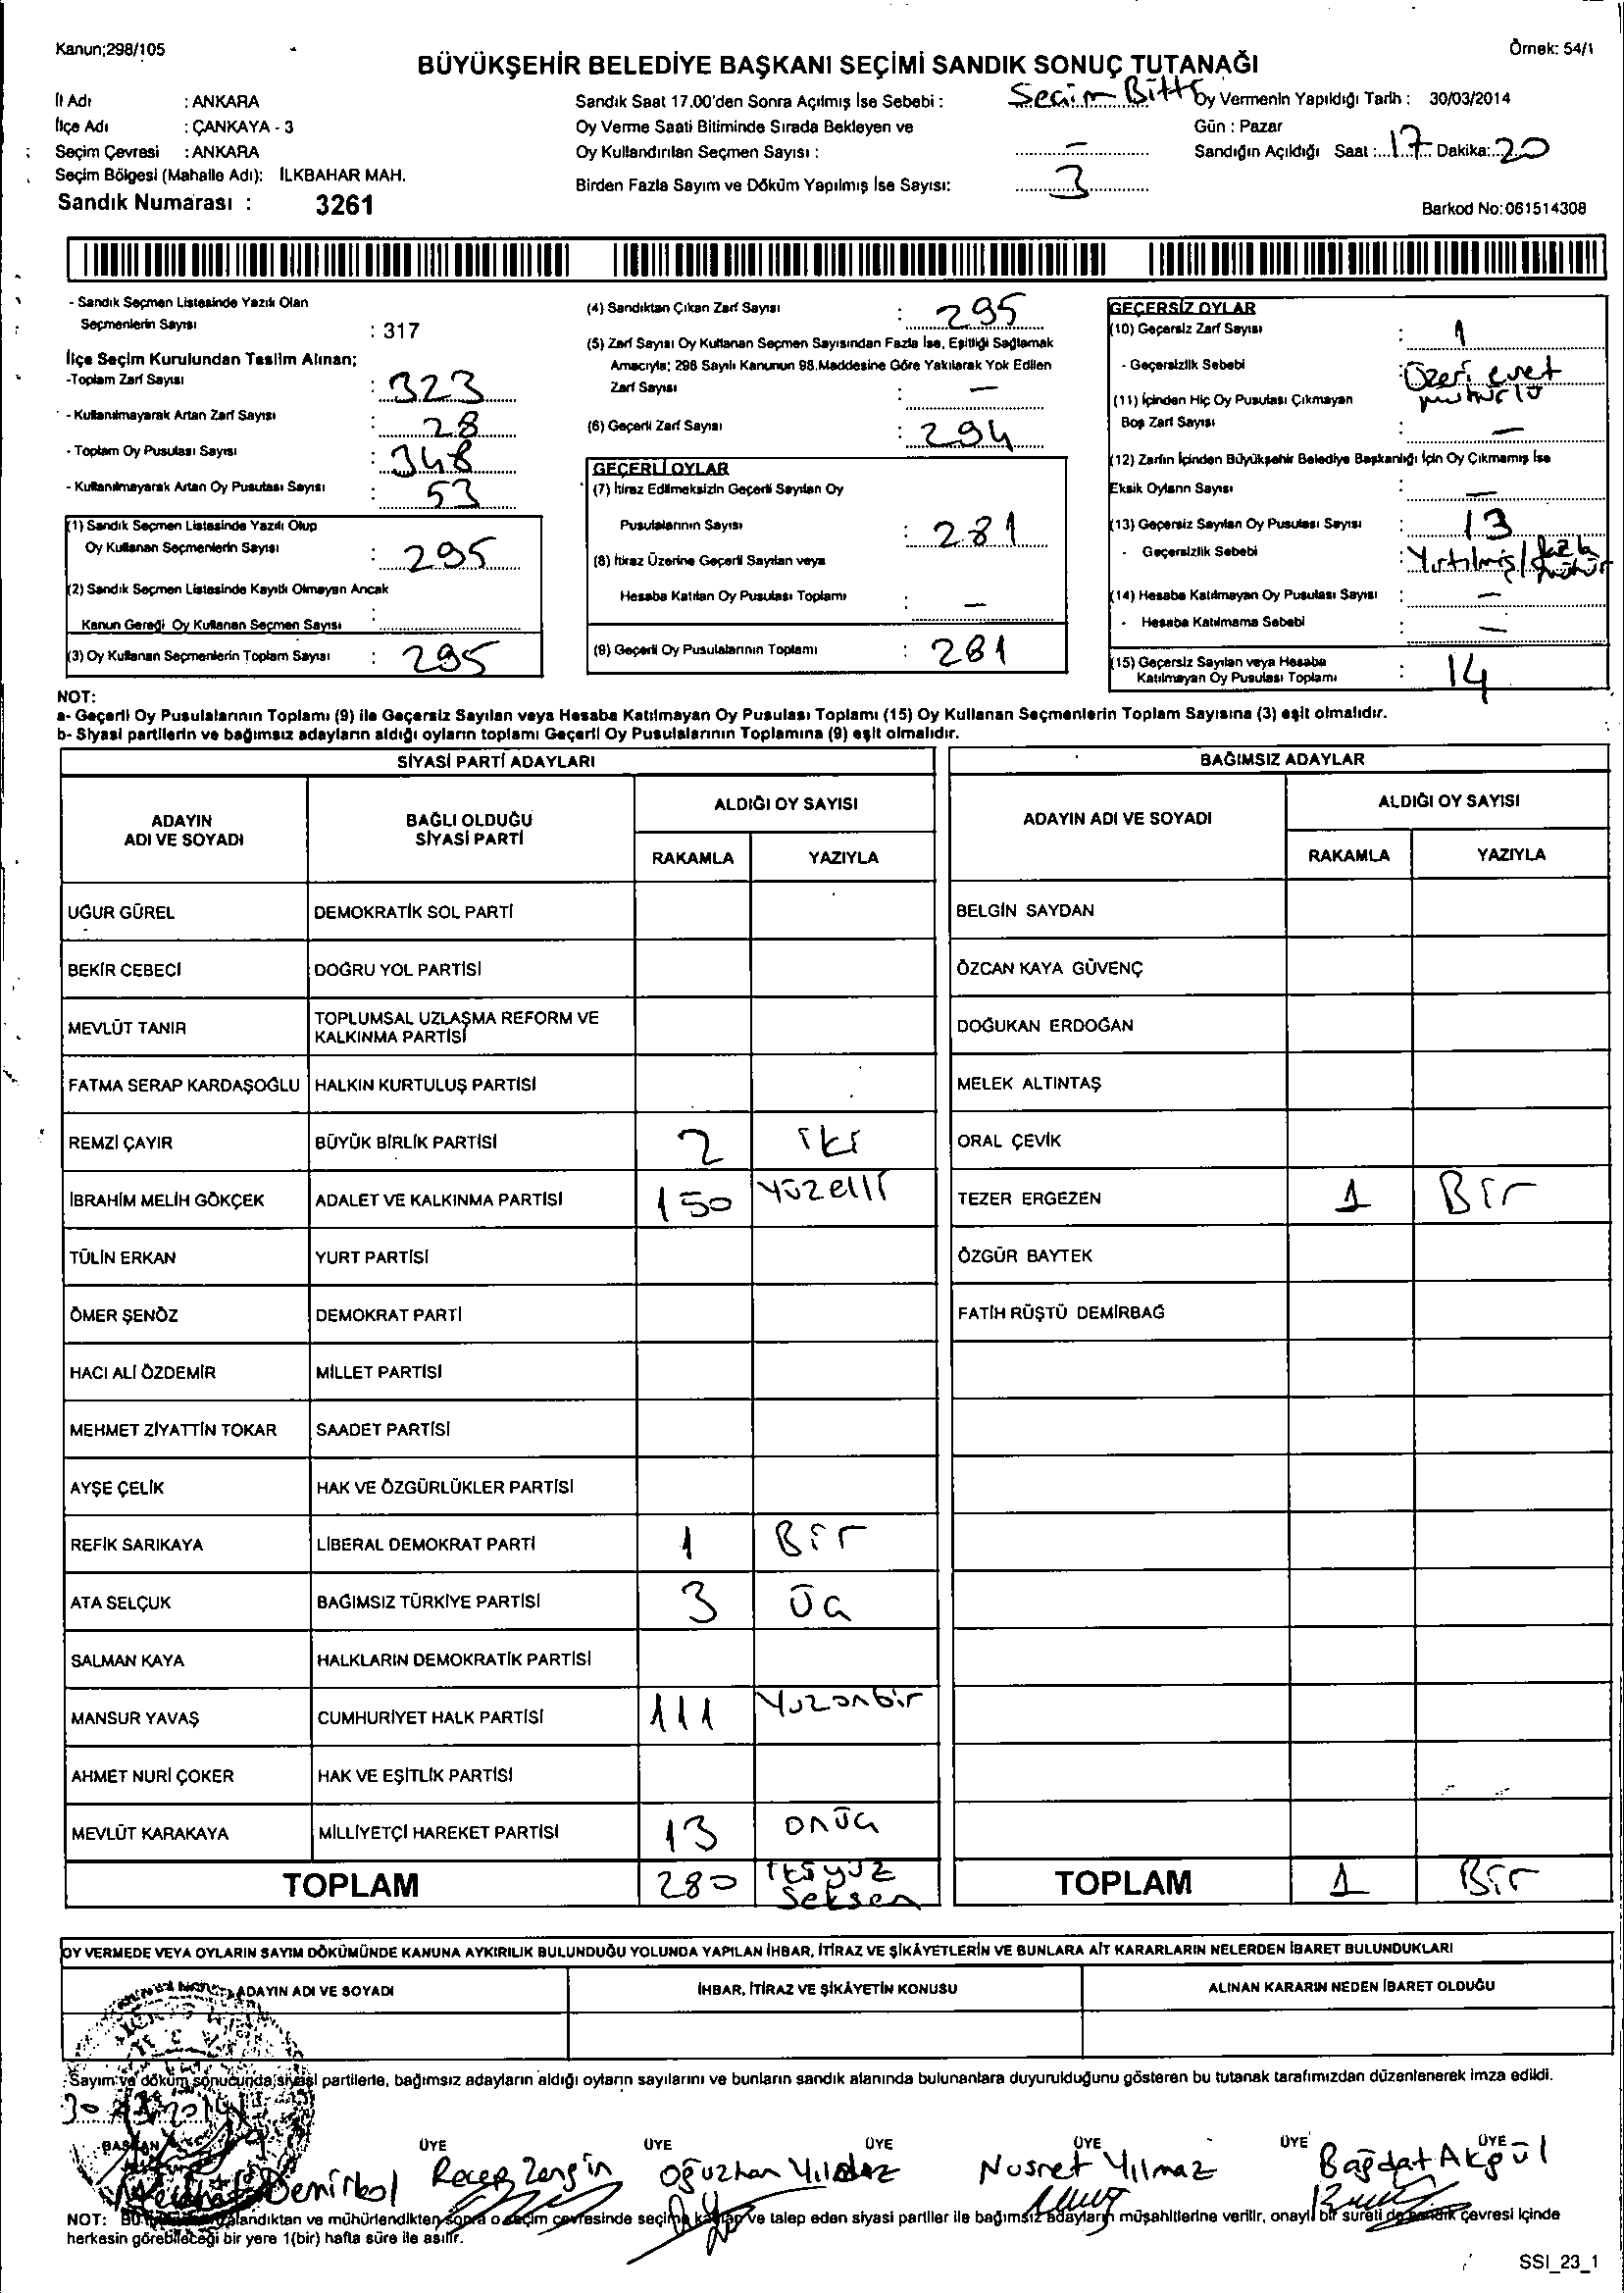 Kanun;298/105
Örnek: 54/1
BÜYÜKŞEHİR BELEDİYE BAŞKANI SEÇİMİ SANDIK SONUÇ TUTANAĞI
İl Adı : ANKARA
İlçe Adı : ÇANKAYA - 3
Seçim Çevresi : ANKARA
Seçim Bölgesi (Mahalle Adı): İLKBAHAR MAH.
Sandık Numarası : 3261
Sandık Saat 17.00'den Sonra Açılmış İse Sebebi : Seçim Bitti
Oy Verme Saati Bitiminde Sırada Bekleyen ve
Oy Kullandırılan Seçmen Sayısı : –
Birden Fazla Sayım ve Döküm Yapılmış İse Sayısı: 3
Oy Vermenin Yapıldığı Tarih : 30/03/2014
Gün : Pazar
Sandığın Açıldığı Saat : 17 Dakika: 20
Barkod No:061514308
- Sandık Seçmen Listesinde Yazılı Olan
Seçmenlerin Sayısı : 317
İlçe Seçim Kurulundan Teslim Alınan;
-Toplam Zarf Sayısı : 323
- Kullanılmayarak Artan Zarf Sayısı : 28
- Toplam Oy Pusulası Sayısı : 348
- Kullanılmayarak Artan Oy Pusulası Sayısı : 53
(1) Sandık Seçmen Listesinde Yazılı Olup
Oy Kullanan Seçmenlerin Sayısı : 295
(2) Sandık Seçmen Listesinde Kayıtlı Olmayan Ancak
Kanun Gereği Oy Kullanan Seçmen Sayısı :
(3) Oy Kullanan Seçmenlerin Toplam Sayısı : 295
(4) Sandıktan Çıkan Zarf Sayısı : 295
(5) Zarf Sayısı Oy Kullanan Seçmen Sayısından Fazla İse, Eşitliği Sağlamak
Amacıyla; 298 Sayılı Kanunun 98.Maddesine Göre Yakılarak Yok Edilen
Zarf Sayısı : –
(6) Geçerli Zarf Sayısı : 294
GEÇERLİ OYLAR
(7) İtiraz Edilmeksizin Geçerli Sayılan Oy
Pusulalarının Sayısı : 281
(8) İtiraz Üzerine Geçerli Sayılan veya
Hesaba Katılan Oy Pusulası Toplamı : –
(9) Geçerli Oy Pusulalarının Toplamı : 281
GEÇERSİZ OYLAR
(10) Geçersiz Zarf Sayısı : 1
- Geçersizlik Sebebi : Üzeri evet
mühürlü
(11) İçinden Hiç Oy Pusulası Çıkmayan
Boş Zarf Sayısı : –
(12) Zarfın İçinden Büyükşehir Belediye Başkanlığı İçin Oy Çıkmamış İse
Eksik Oyların Sayısı : –
(13) Geçersiz Sayılan Oy Pusulası Sayısı : 13
- Geçersizlik Sebebi : Yırtılmış/fazla mühür
(14) Hesaba Katılmayan Oy Pusulası Sayısı : –
- Hesaba Katılmama Sebebi : –
(15) Geçersiz Sayılan veya Hesaba
Katılmayan Oy Pusulası Toplamı : 14
NOT:
a- Geçerli Oy Pusulalarının Toplamı (9) ile Geçersiz Sayılan veya Hesaba Katılmayan Oy Pusulası Toplamı (15) Oy Kullanan Seçmenlerin Toplam Sayısına (3) eşit olmalıdır.
b- Siyasi partilerin ve bağımsız adayların aldığı oyların toplamı Geçerli Oy Pusulalarının Toplamına (9) eşit olmalıdır.
SİYASİ PARTİ ADAYLARI
ADAYIN
ADI VE SOYADI
BAĞLI OLDUĞU
SİYASİ PARTİ
ALDIĞI OY SAYISI
RAKAMLA YAZIYLA
UĞUR GÜREL DEMOKRATİK SOL PARTİ
BEKİR CEBECİ DOĞRU YOL PARTİSİ
MEVLÜT TANIR TOPLUMSAL UZLAŞMA REFORM VE
KALKINMA PARTİSİ
FATMA SERAP KARDAŞOĞLU HALKIN KURTULUŞ PARTİSİ
REMZİ ÇAYIR BÜYÜK BİRLİK PARTİSİ 2 iki
İBRAHİM MELİH GÖKÇEK ADALET VE KALKINMA PARTİSİ 150 Yüzelli
TÜLİN ERKAN YURT PARTİSİ
ÖMER ŞENÖZ DEMOKRAT PARTİ
HACI ALİ ÖZDEMİR MİLLET PARTİSİ
MEHMET ZİYATTİN TOKAR SAADET PARTİSİ
AYŞE ÇELİK HAK VE ÖZGÜRLÜKLER PARTİSİ
REFİK SARIKAYA LİBERAL DEMOKRAT PARTİ 1 Bir
ATA SELÇUK BAĞIMSIZ TÜRKİYE PARTİSİ 3 Üç
SALMAN KAYA HALKLARIN DEMOKRATİK PARTİSİ
MANSUR YAVAŞ CUMHURİYET HALK PARTİSİ 111 Yüzonbir
AHMET NURİ ÇOKER HAK VE EŞİTLİK PARTİSİ
MEVLÜT KARAKAYA MİLLİYETÇİ HAREKET PARTİSİ 13 onüç
TOPLAM 280 ikiyüz
seksen
BAĞIMSIZ ADAYLAR
ADAYIN ADI VE SOYADI
ALDIĞI OY SAYISI
RAKAMLA YAZIYLA
BELGİN SAYDAN
ÖZCAN KAYA GÜVENÇ
DOĞUKAN ERDOĞAN
MELEK ALTINTAŞ
ORAL ÇEVİK
TEZER ERGEZEN 1 Bir
ÖZGÜR BAYTEK
FATİH RÜŞTÜ DEMİRBAĞ
TOPLAM 1 Bir
OY VERMEDE VEYA OYLARIN SAYIM DÖKÜMÜNDE KANUNA AYKIRILIK BULUNDUĞU YOLUNDA YAPILAN İHBAR, İTİRAZ VE ŞİKÂYETLERİN VE BUNLARA AİT KARARLARIN NELERDEN İBARET BULUNDUKLARI
ADAYIN ADI VE SOYADI
İHBAR, İTİRAZ VE ŞİKÂYETİN KONUSU
ALINAN KARARIN NEDEN İBARET OLDUĞU
Sayım ve döküm sonucunda siyasi partilerle, bağımsız adayların aldığı oyların sayılarını ve bunların sandık alanında bulunanlara duyurulduğunu gösteren bu tutanak tarafımızdan düzenlenerek imza edildi.
BAŞKAN ÜYE ÜYE ÜYE ÜYE ÜYE ÜYE
Demirbol Recep Zengin Oğuzhan Yıldız Nusret Yılmaz Bağdat Akgül
NOT: Bu alandıktan ve mühürlendikten sonra o seçim çevresinde seçime katılan ve talep eden siyasi partiler ile bağımsız adayların müşahitlerine verilir, onaylı bir sureti de sandık çevresi içinde
herkesin görebileceği bir yere 1(bir) hafta süre ile asılır.
SSI_23_1